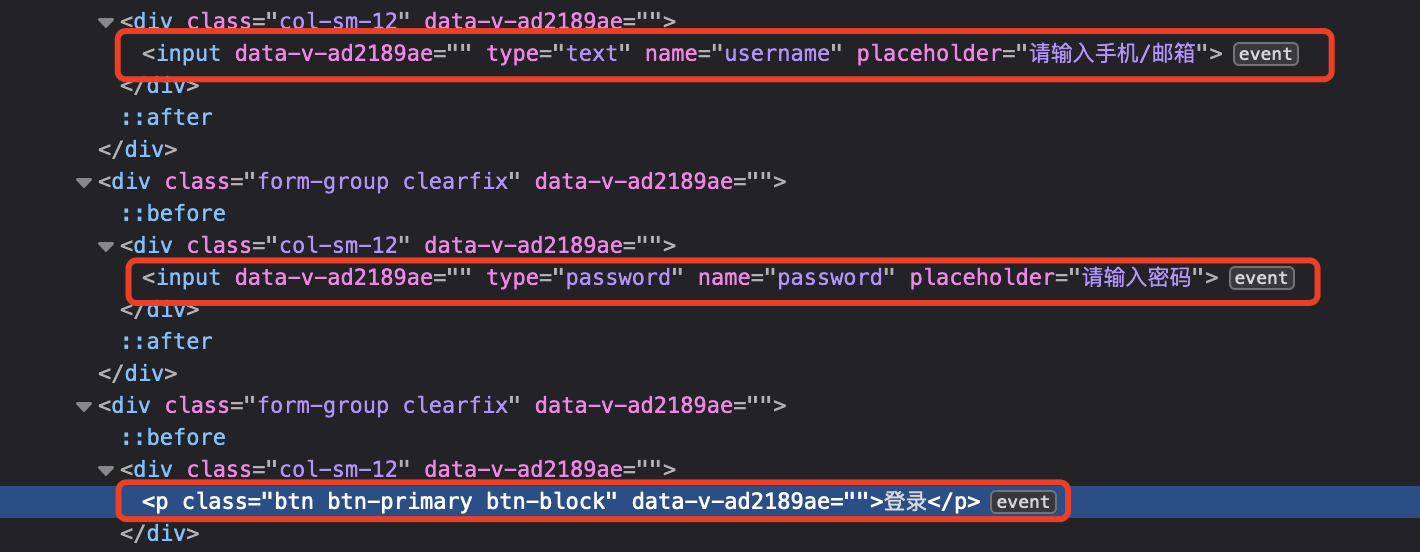 <div class="col-sm-12" data-v-ad2189ae="">
<input data-v-ad2189ae="" type="text" name="username" placeholder="请输入手机/邮箱"> event
</div>
::after
</div>
<div class="form-group clearfix" data-v-ad2189ae="">
::before
<div class="col-sm-12" data-v-ad2189ae="">
<input data-v-ad2189ae="" type="password" name="password" placeholder="请输入密码"> event
</div>
::after
</div>
<div class="form-group clearfix" data-v-ad2189ae="">
::before
<div class="col-sm-12" data-v-ad2189ae="">
<p class="btn btn-primary btn-block" data-v-ad2189ae="">登录</p> event
</div>